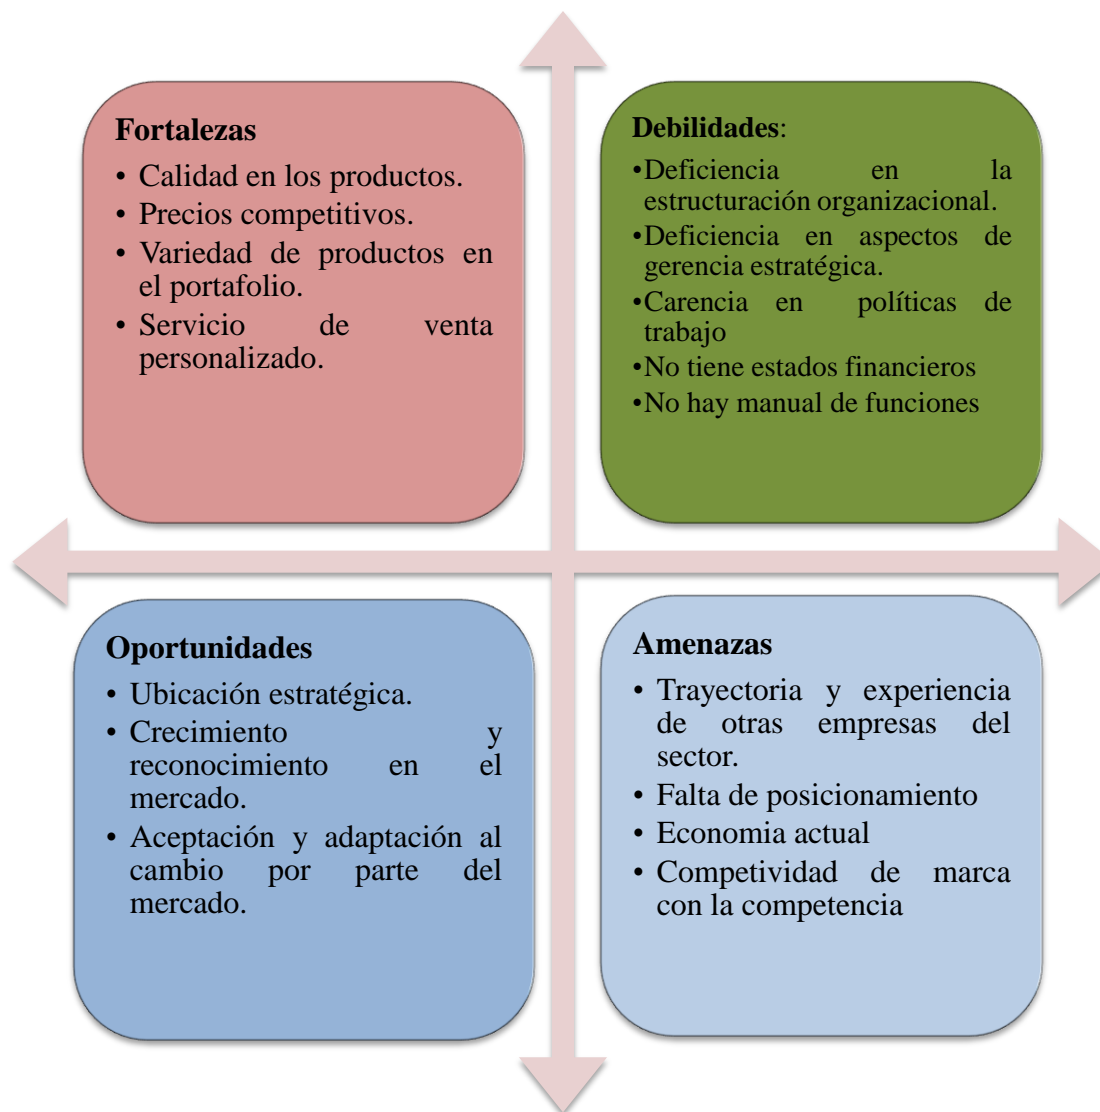 Fortalezas
• Calidad en los productos.
• Precios competitivos.
• Variedad de productos en
el portafolio.
• Servicio de venta
personalizado.
Debilidades:
•Deficiencia en la
estructuración organizacional.
•Deficiencia en aspectos de
gerencia estratégica.
•Carencia en políticas de
trabajo
•No tiene estados financieros
•No hay manual de funciones
Oportunidades
• Ubicación estratégica.
• Crecimiento y
reconocimiento en el
mercado.
• Aceptación y adaptación al
cambio por parte del
mercado.
Amenazas
• Trayectoria y experiencia
de otras empresas del
sector.
• Falta de posicionamiento
• Economia actual
• Competividad de marca
con la competencia